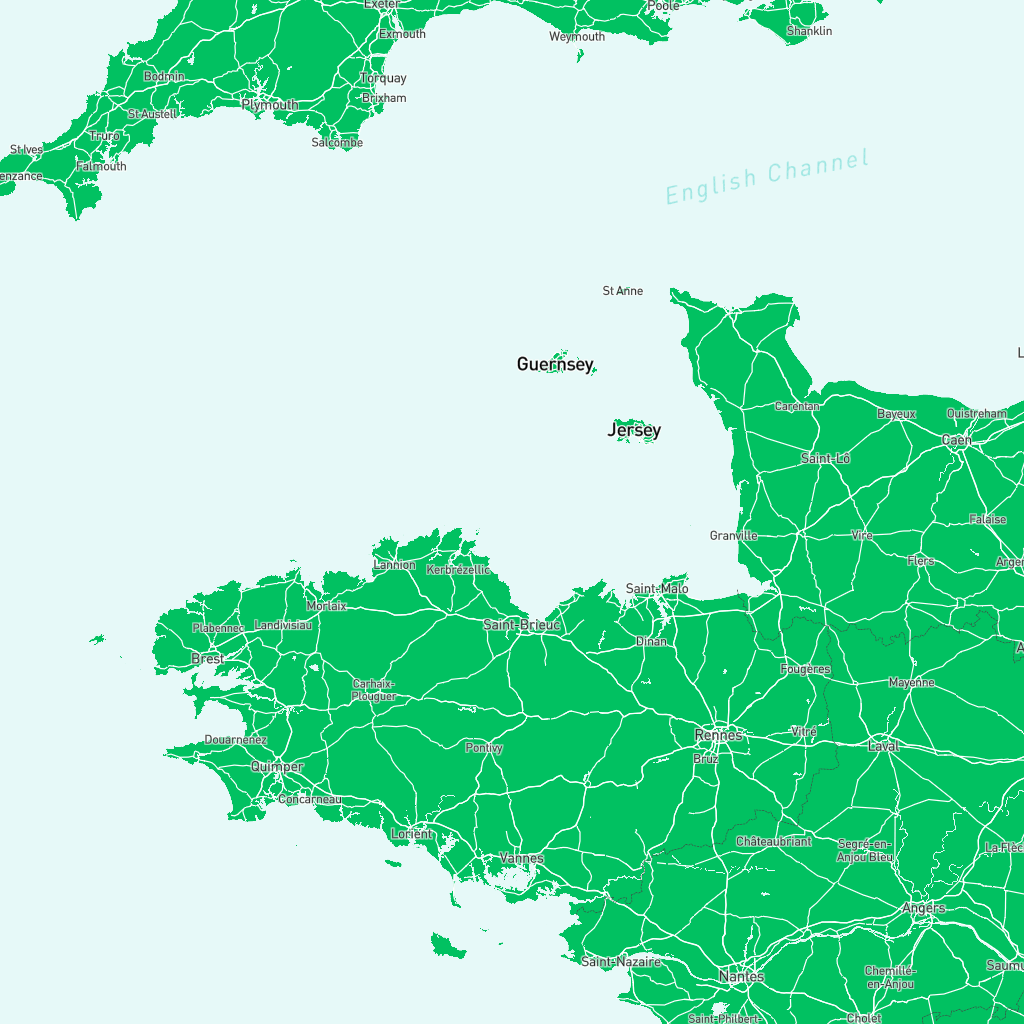 Exeter
Poole
Exmouth
Weymouth
Shanklin
Bodmin
Torquay
Brixham
Plymouth
St Austell
Truro
Salcombe
St Ives
Falmouth
enzance
English Channel
St Anne
Guernsey
Jersey
Carentan
Bayeux
Ouistreham
Caen
Saint-Lô
Falaise
Granville
Vire
Flers
Argen
Lannion
Kerbrézellic
Saint-Malo
Morlaix
Landivisiau
Plabennec
Saint-Brieuc
Dinan
Brest
Fougères
Mayenne
Carhaix-
Plouguer
Douarnenez
Pontivy
Rennes
Vitré
Laval
Bruz
Quimper
Concarneau
Lorient
Châteaubriant
Segré-en-
Anjou Bleu
La Flèc
Vannes
Angers
Saint-Nazaire
Nantes
Chemillé-
en-Anjou
Saumu
Saint-Philbert-
Cholet